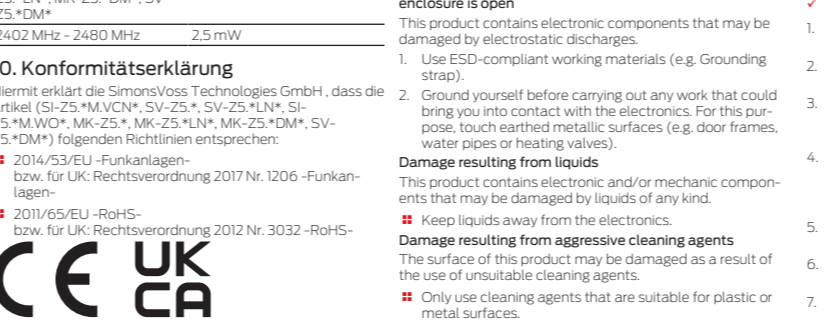 Z5.*LN*, MK-Z5.*DM*, SV-
Z5.*DM*
2402 MHz - 2480 MHz 2,5 mW
0. Konformitätserklärung
Hiermit erklärt die SimonsVoss Technologies GmbH , dass die
Artikel (SI-Z5.*M.VCN*, SV-Z5.*, SV-Z5.*LN*, SI-
Z5.*M.WO*, MK-Z5.*, MK-Z5.*LN*, MK-Z5.*DM*, SV-
Z5.*DM*) folgenden Richtlinien entsprechen:
2014/53/EU -Funkanlagen-
bzw. für UK: Rechtsverordnung 2017 Nr. 1206 -Funkan-
lagen-
2011/65/EU -RoHS-
bzw. für UK: Rechtsverordnung 2012 Nr. 3032 -RoHS-
CE
UK
CA
enclosure is open
This product contains electronic components that may be
damaged by electrostatic discharges.
1. Use ESD-compliant working materials (e.g. Grounding
strap).
2. Ground yourself before carrying out any work that could
bring you into contact with the electronics. For this pur-
pose, touch earthed metallic surfaces (e.g. door frames,
water pipes or heating valves).
Damage resulting from liquids
This product contains electronic and/or mechanic compon-
ents that may be damaged by liquids of any kind.
Keep liquids away from the electronics.
Damage resulting from aggressive cleaning agents
The surface of this product may be damaged as a result of
the use of unsuitable cleaning agents.
Only use cleaning agents that are suitable for plastic or
metal surfaces.
✓
1.
2.
3.
4.
5.
6.
7.